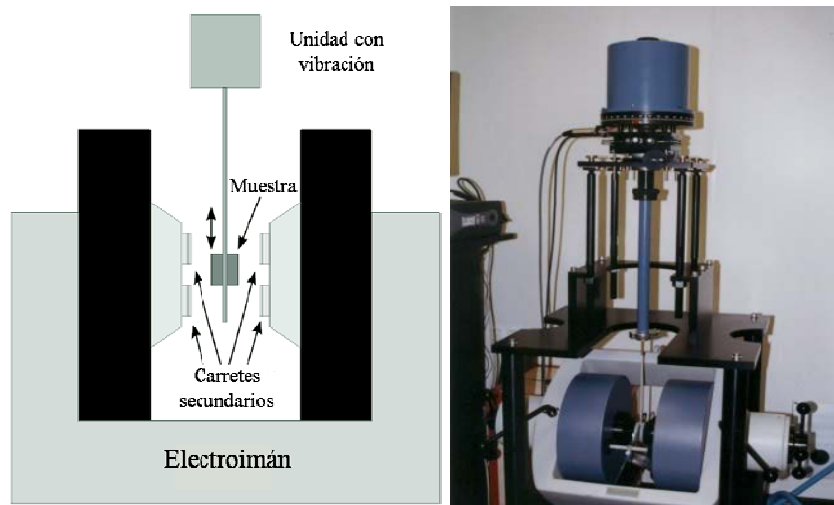 Unidad con
vibración
Muestra
Carretes
secundarios
Electroimán